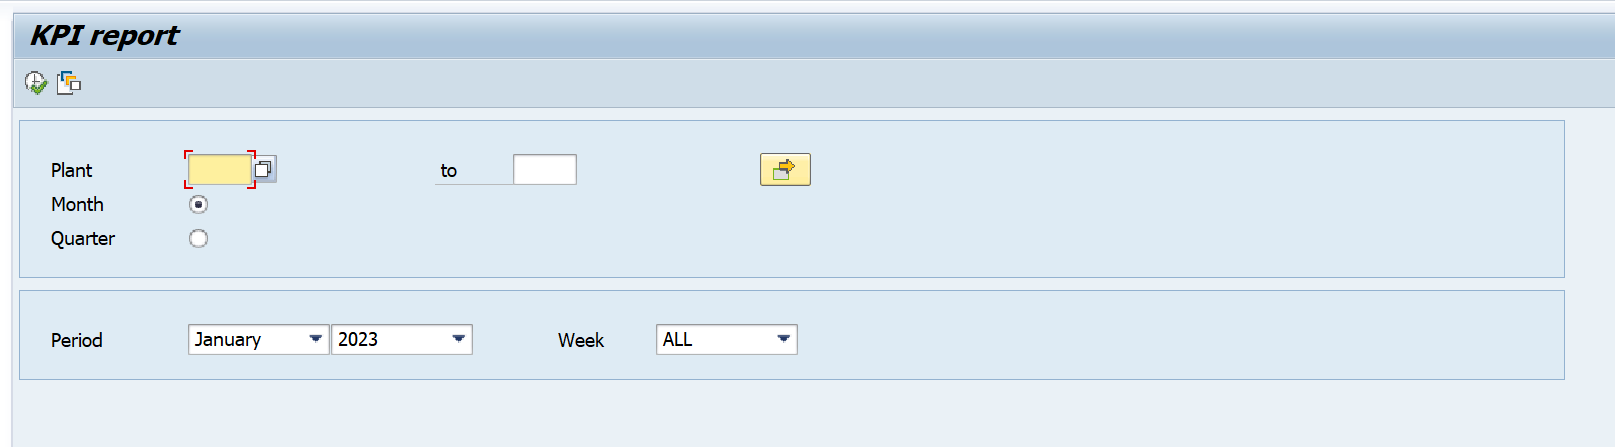 KPI report
Plant to
Month
Quarter
Period January 2023 Week ALL